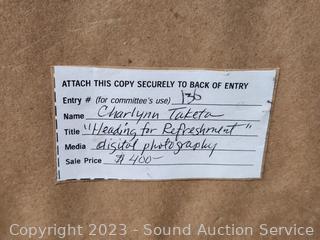 ATTACH THIS COPY SECURELY TO BACK OF ENTRY
Entry # (for committee's use) 136
Name Charlynn Taketa
Title "Heading for Refreshment"
Media digital photography
Sale Price $400-
Copyright © 2023 - Sound Auction Service